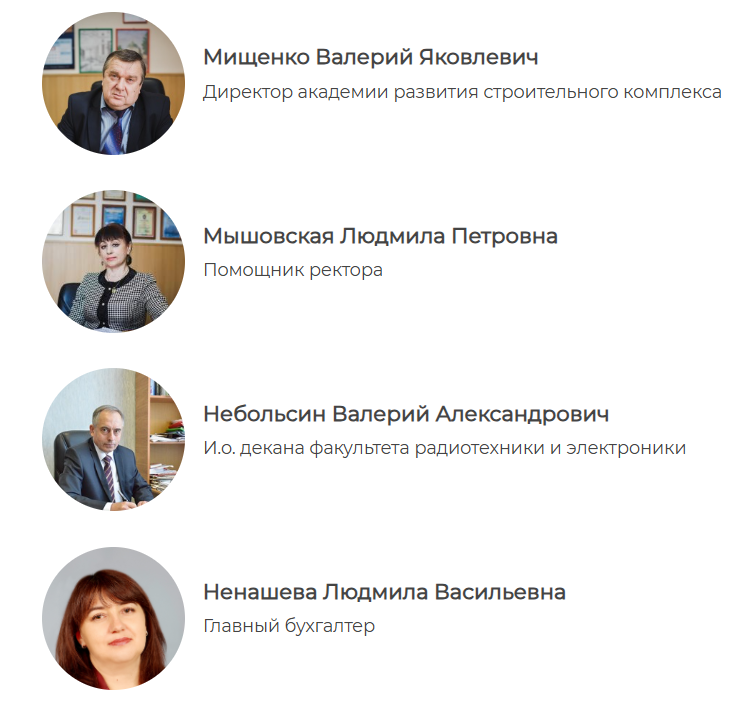 Мищенко Валерий Яковлевич
Директор академии развития строительного комплекса
Мышовская Людмила Петровна
Помощник ректора
Небольсин Валерий Александрович
И.о. декана факультета радиотехники и электроники
Ненашева Людмила Васильевна
Главный бухгалтер